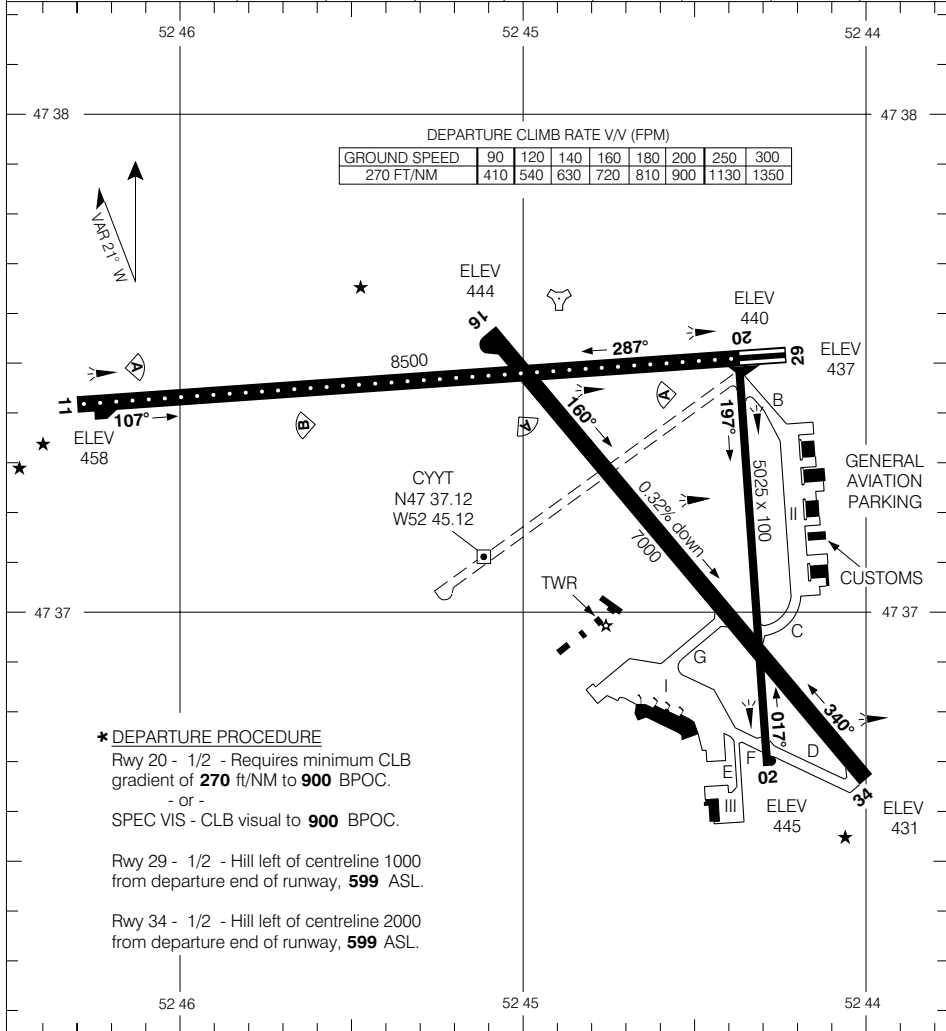 52 46 52 45 52 44
47 38 47 38
DEPARTURE CLIMB RATE V/V (FPM)
GROUND SPEED 90 120 140 160 180 200 250 300
270 FT/NM 410 540 630 720 810 900 1130 1350
VAR 21° W
ELEV
444
16
ELEV
440
20
29
ELEV
437
A
8500
287°
11
107°
ELEV
458
B
A
A
160°
197°
B
CYYT
N47 37.12
W52 45.12
0.32% down
7000
5025 x 100
II
GENERAL
AVIATION
PARKING
CUSTOMS
TWR
47 37 47 37
C
G
I
017°
340°
D
F
E
III
02
34
ELEV
445
ELEV
431
* DEPARTURE PROCEDURE
Rwy 20 - 1/2 - Requires minimum CLB
gradient of 270 ft/NM to 900 BPOC.
- or -
SPEC VIS - CLB visual to 900 BPOC.
Rwy 29 - 1/2 - Hill left of centreline 1000
from departure end of runway, 599 ASL.
Rwy 34 - 1/2 - Hill left of centreline 2000
from departure end of runway, 599 ASL.
52 46 52 45 52 44